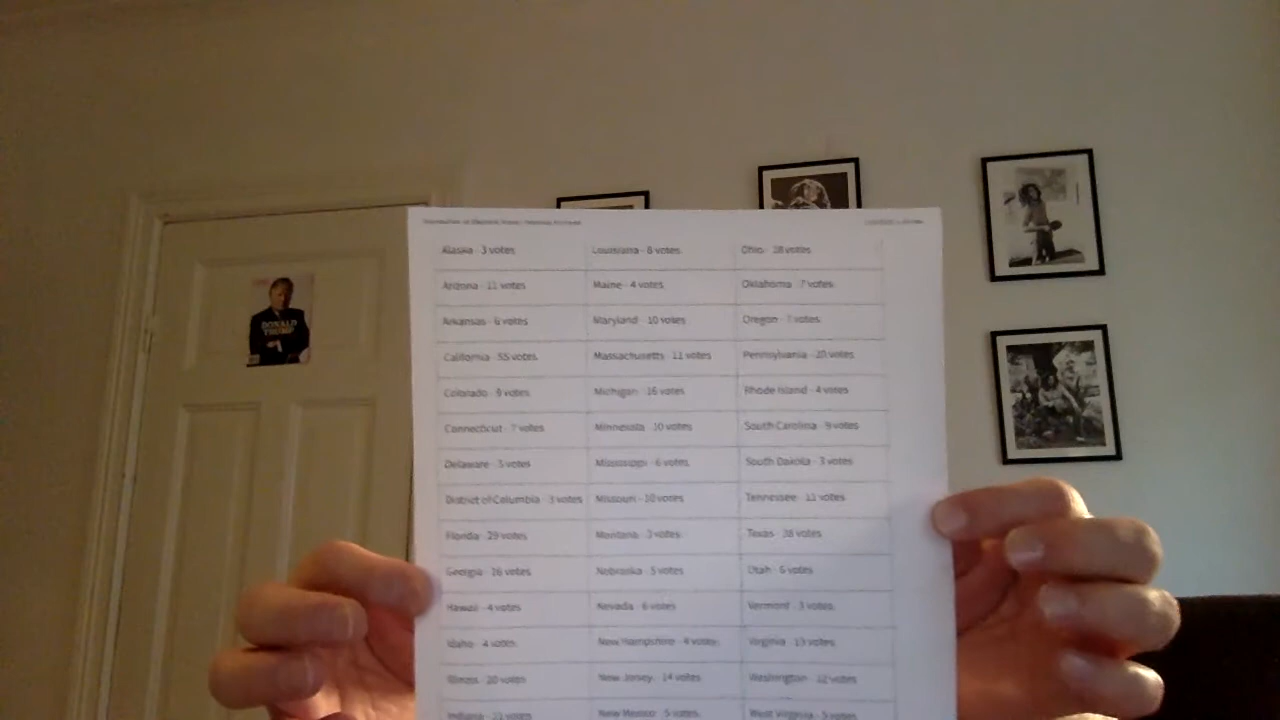 DONALD
TRUMP
Alaska - 3 votes Louisiana - 8 votes Ohio - 18 votes
Arizona - 11 votes Maine - 4 votes Oklahoma - 7 votes
Arkansas - 6 votes Maryland - 10 votes Oregon - 7 votes
California - 55 votes Massachusetts - 11 votes Pennsylvania - 20 votes
Colorado - 9 votes Michigan - 16 votes Rhode Island - 4 votes
Connecticut - 7 votes Minnesota - 10 votes South Carolina - 9 votes
Delaware - 3 votes Mississippi - 6 votes South Dakota - 3 votes
District of Columbia - 3 votes Missouri - 10 votes Tennessee - 11 votes
Florida - 29 votes Montana - 3 votes Texas - 38 votes
Georgia - 16 votes Nebraska - 5 votes Utah - 6 votes
Hawaii - 4 votes Nevada - 6 votes Vermont - 3 votes
Idaho - 4 votes New Hampshire - 4 votes Virginia - 13 votes
Illinois - 20 votes New Jersey - 14 votes Washington - 12 votes
Indiana - 11 votes New Mexico - 5 votes West Virginia - 5 votes